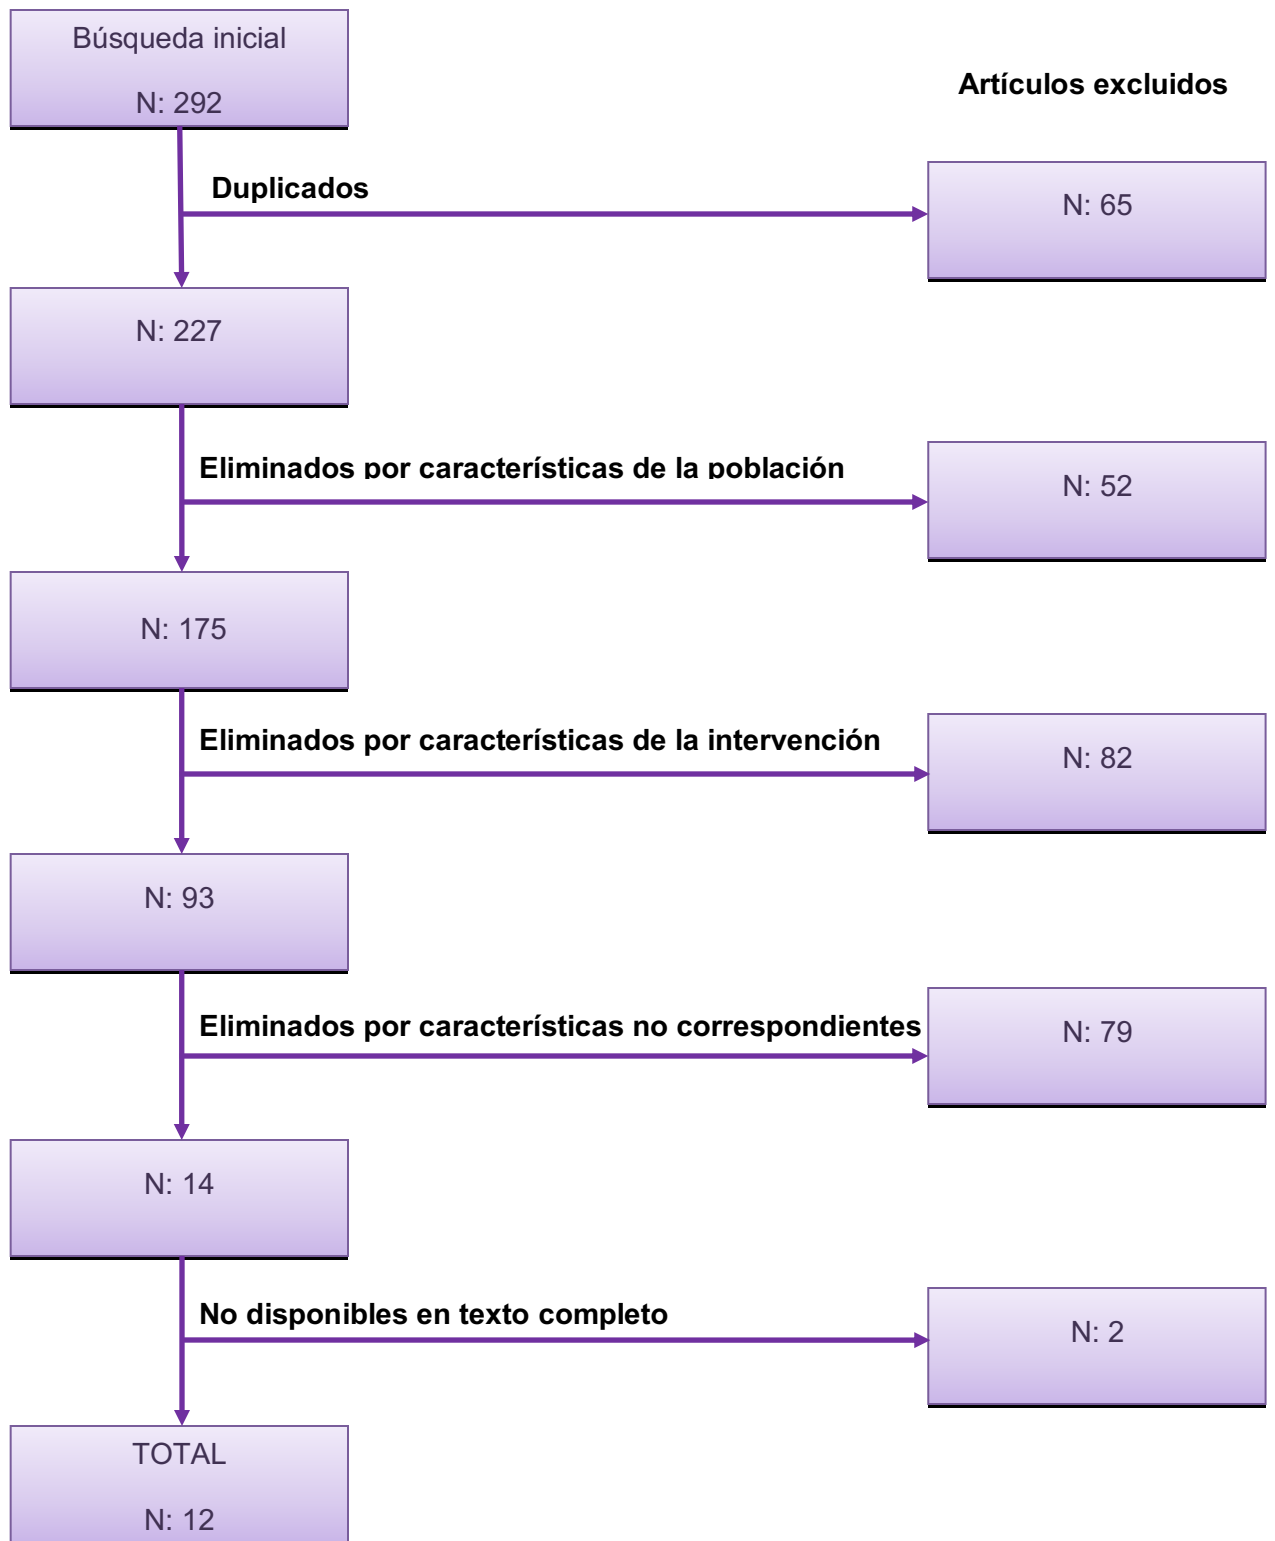 Búsqueda inicial
N: 292
Artículos excluidos
Duplicados
N: 65
N: 227
Eliminados por características de la población
N: 52
N: 175
Eliminados por características de la intervención
N: 82
N: 93
Eliminados por características no correspondientes
N: 79
N: 14
No disponibles en texto completo
N: 2
TOTAL
N: 12